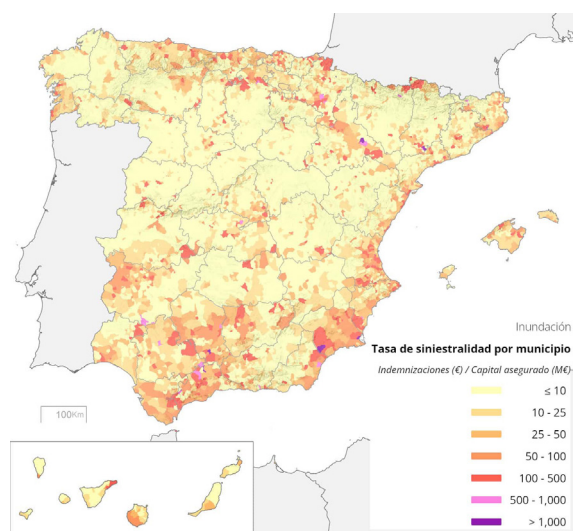 Inundación
Tasa de siniestralidad por municipio
Indemnizaciones (€) / Capital asegurado (M€)
≤ 10
10 - 25
25 - 50
50 - 100
100 - 500
500 - 1,000
> 1,000
100Km